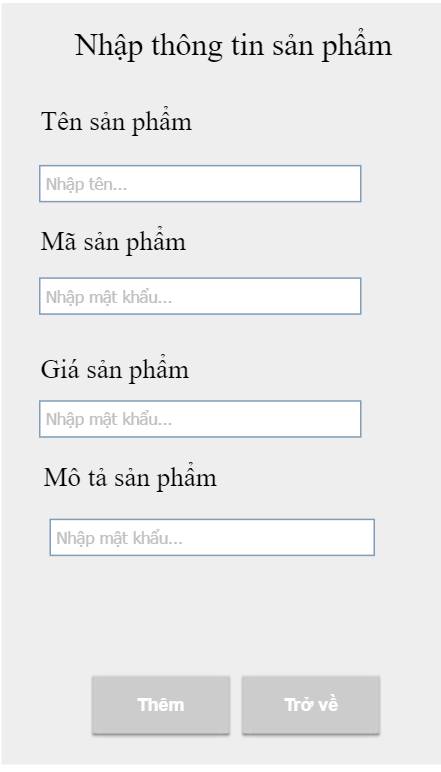 Nhập thông tin sản phẩm
Tên sản phẩm
Nhập tên...
Mã sản phẩm
Nhập mật khẩu...
Giá sản phẩm
Nhập mật khẩu...
Mô tả sản phẩm
Nhập mật khẩu...
Thêm
Trở về